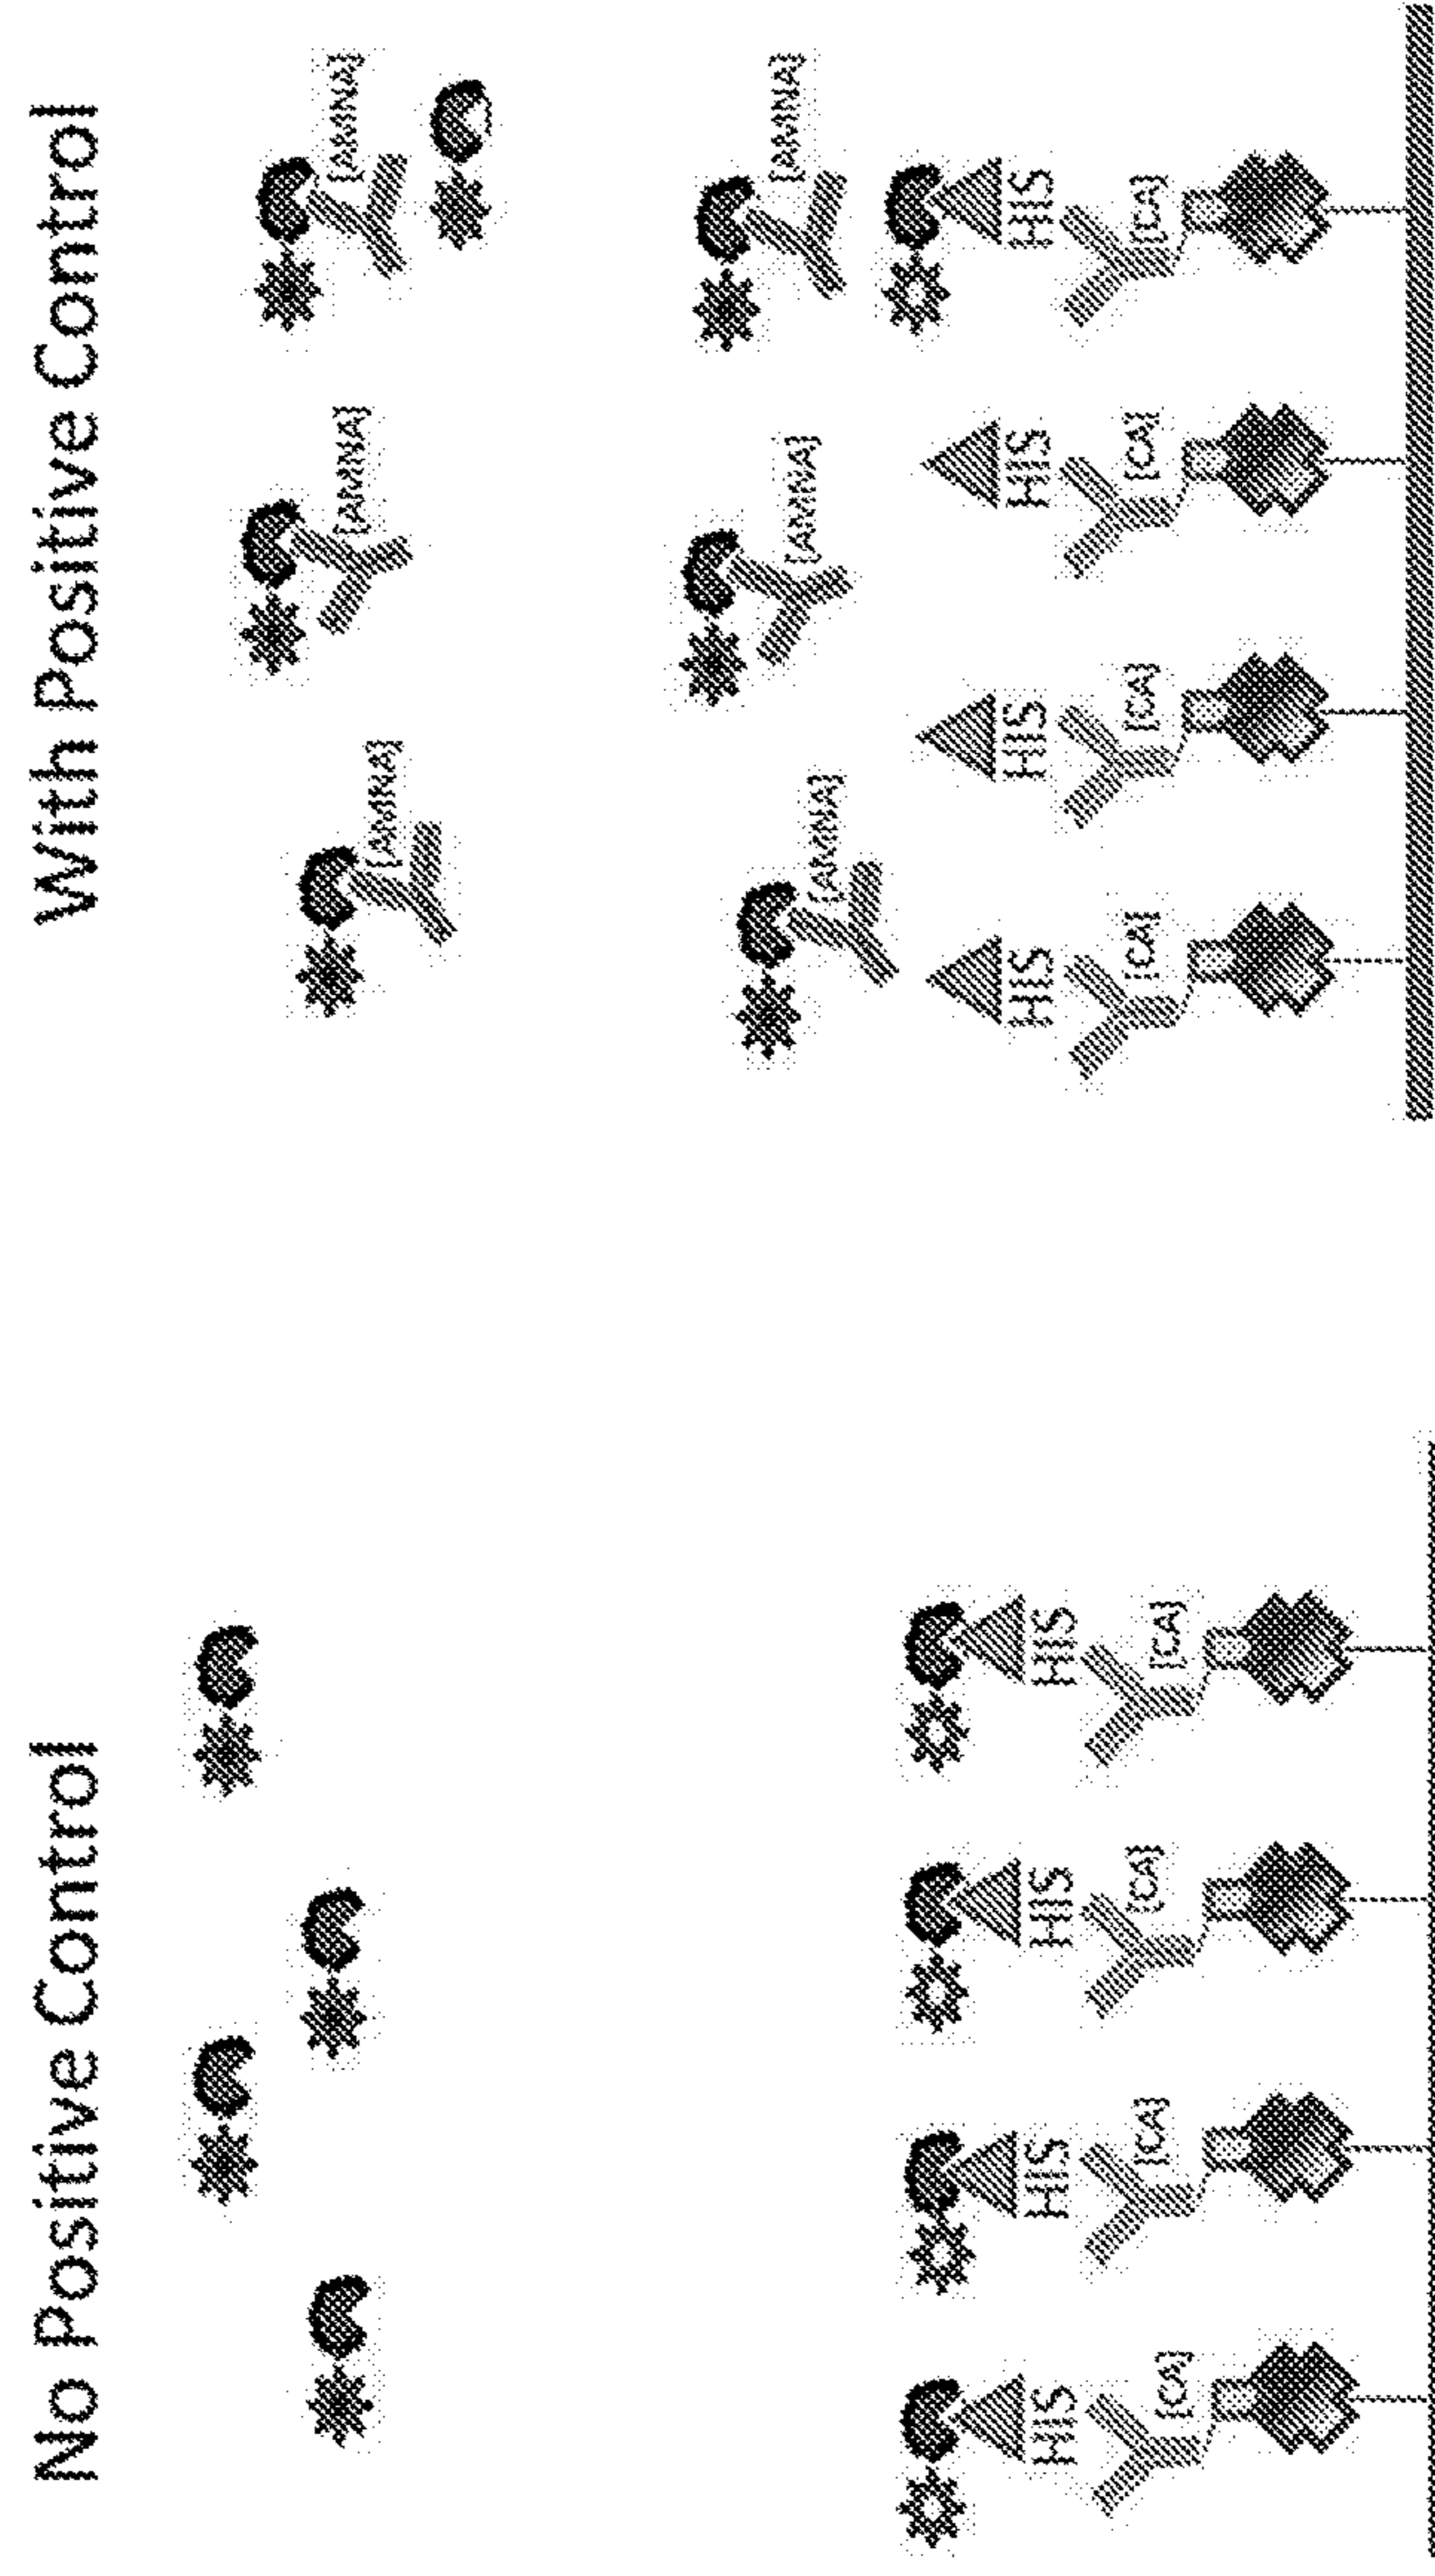 No Positive Control
HIS
HIS
HIS
HIS
[CA]
[CA]
[CA]
[CA]
With Positive Control
[AMNA]
[AMNA]
[AMNA]
[AMNA]
[AMNA]
[AMNA]
HIS
HIS
HIS
HIS
[CA]
[CA]
[CA]
[CA]